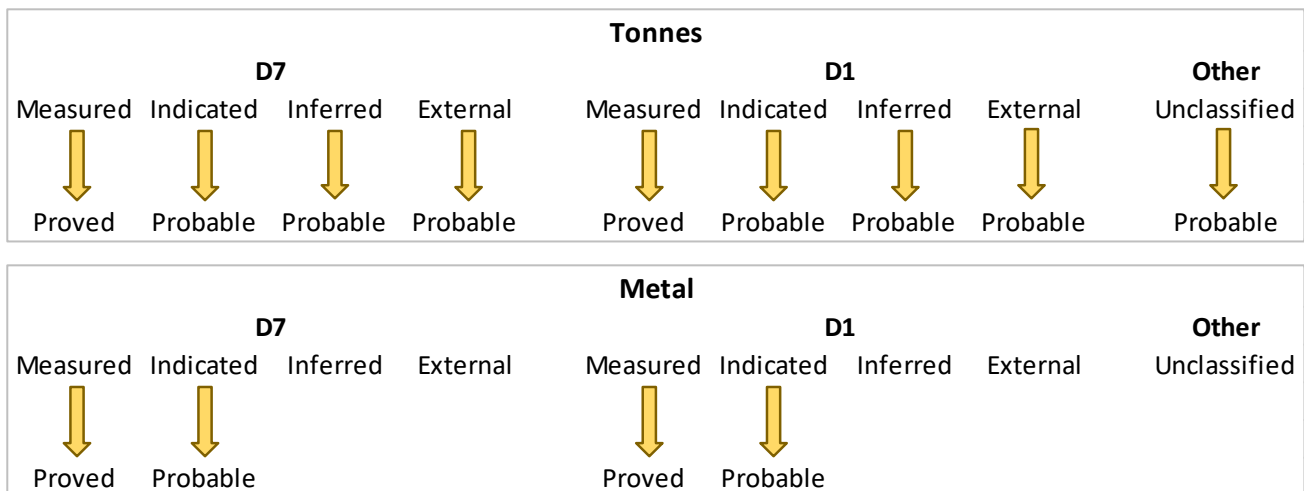 Tonnes
D7 D1 Other
Measured Indicated Inferred External Measured Indicated Inferred External Unclassified
Proved Probable Probable Probable Proved Probable Probable Probable Probable
Metal
D7 D1 Other
Measured Indicated Inferred External Measured Indicated Inferred External Unclassified
Proved Probable Proved Probable